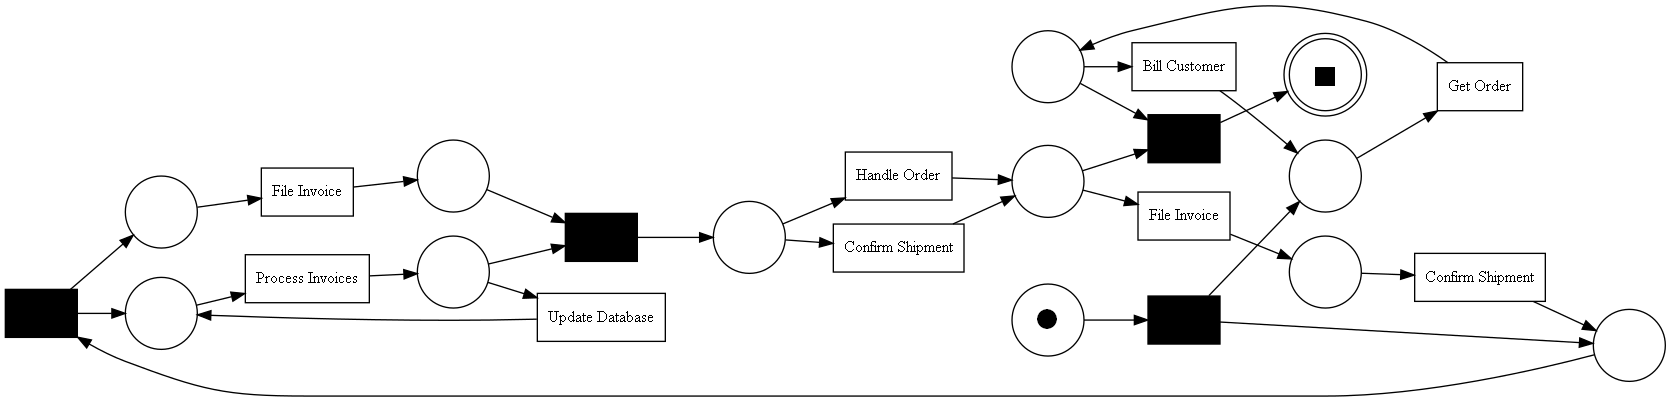 Bill Customer
Get Order
File Invoice
Handle Order
File Invoice
Confirm Shipment
Process Invoices
Confirm Shipment
Update Database